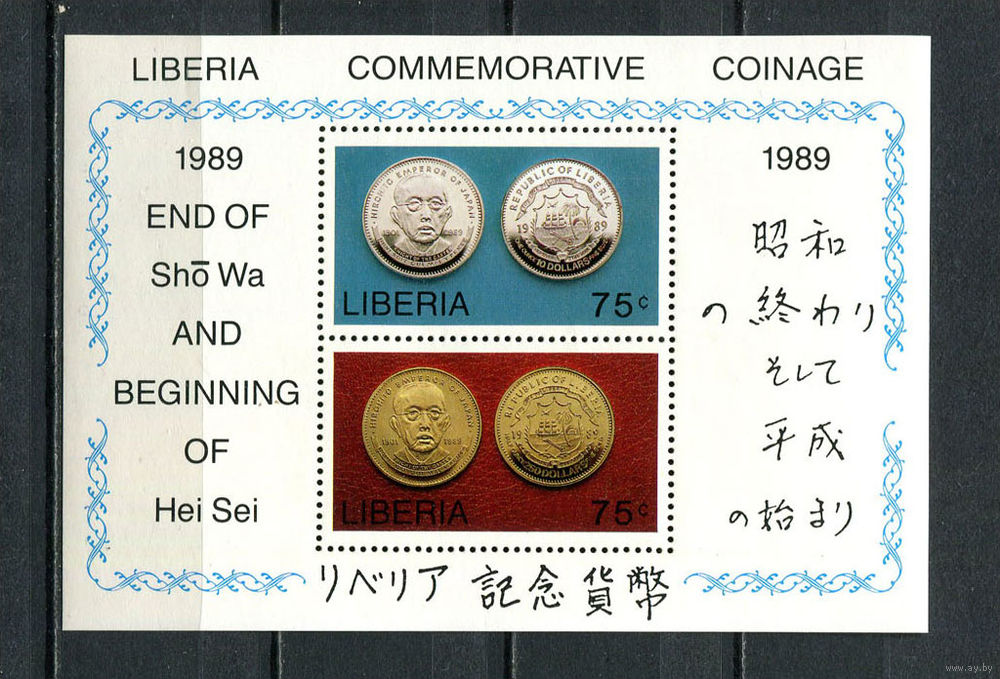 LIBERIA COMMEMORATIVE COINAGE
1989
END OF
Shō Wa
AND
BEGINNING
OF
Hei Sei
HIROHITO EMPEROR OF JAPAN
1901 1989
REPUBLIC OF LIBERIA
1989
10 DOLLARS
LIBERIA 75c
HIROHITO EMPEROR OF JAPAN
1901 1989
REPUBLIC OF LIBERIA
250 DOLLARS
LIBERIA 75c
1989
昭和
の終わり
そして
平成
の始まり
リベリア 記念貨幣
www.ay.by